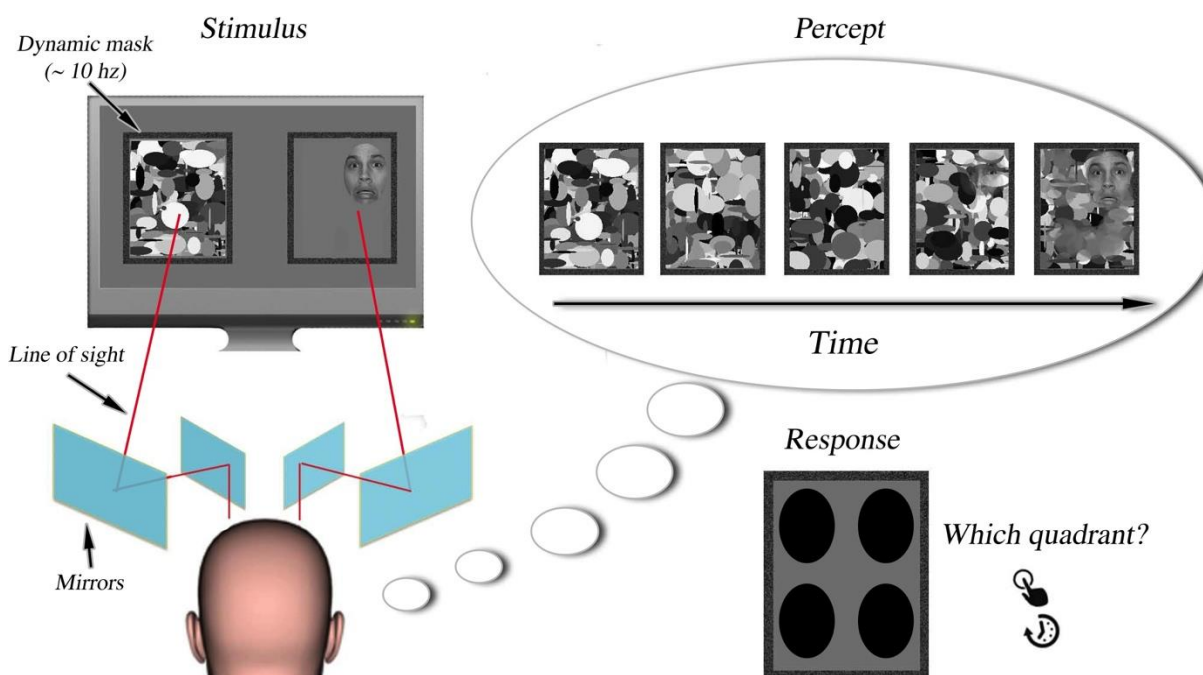 Stimulus
Dynamic mask
(~ 10 hz)
Line of sight
Mirrors
Percept
Time
Response
Which quadrant?